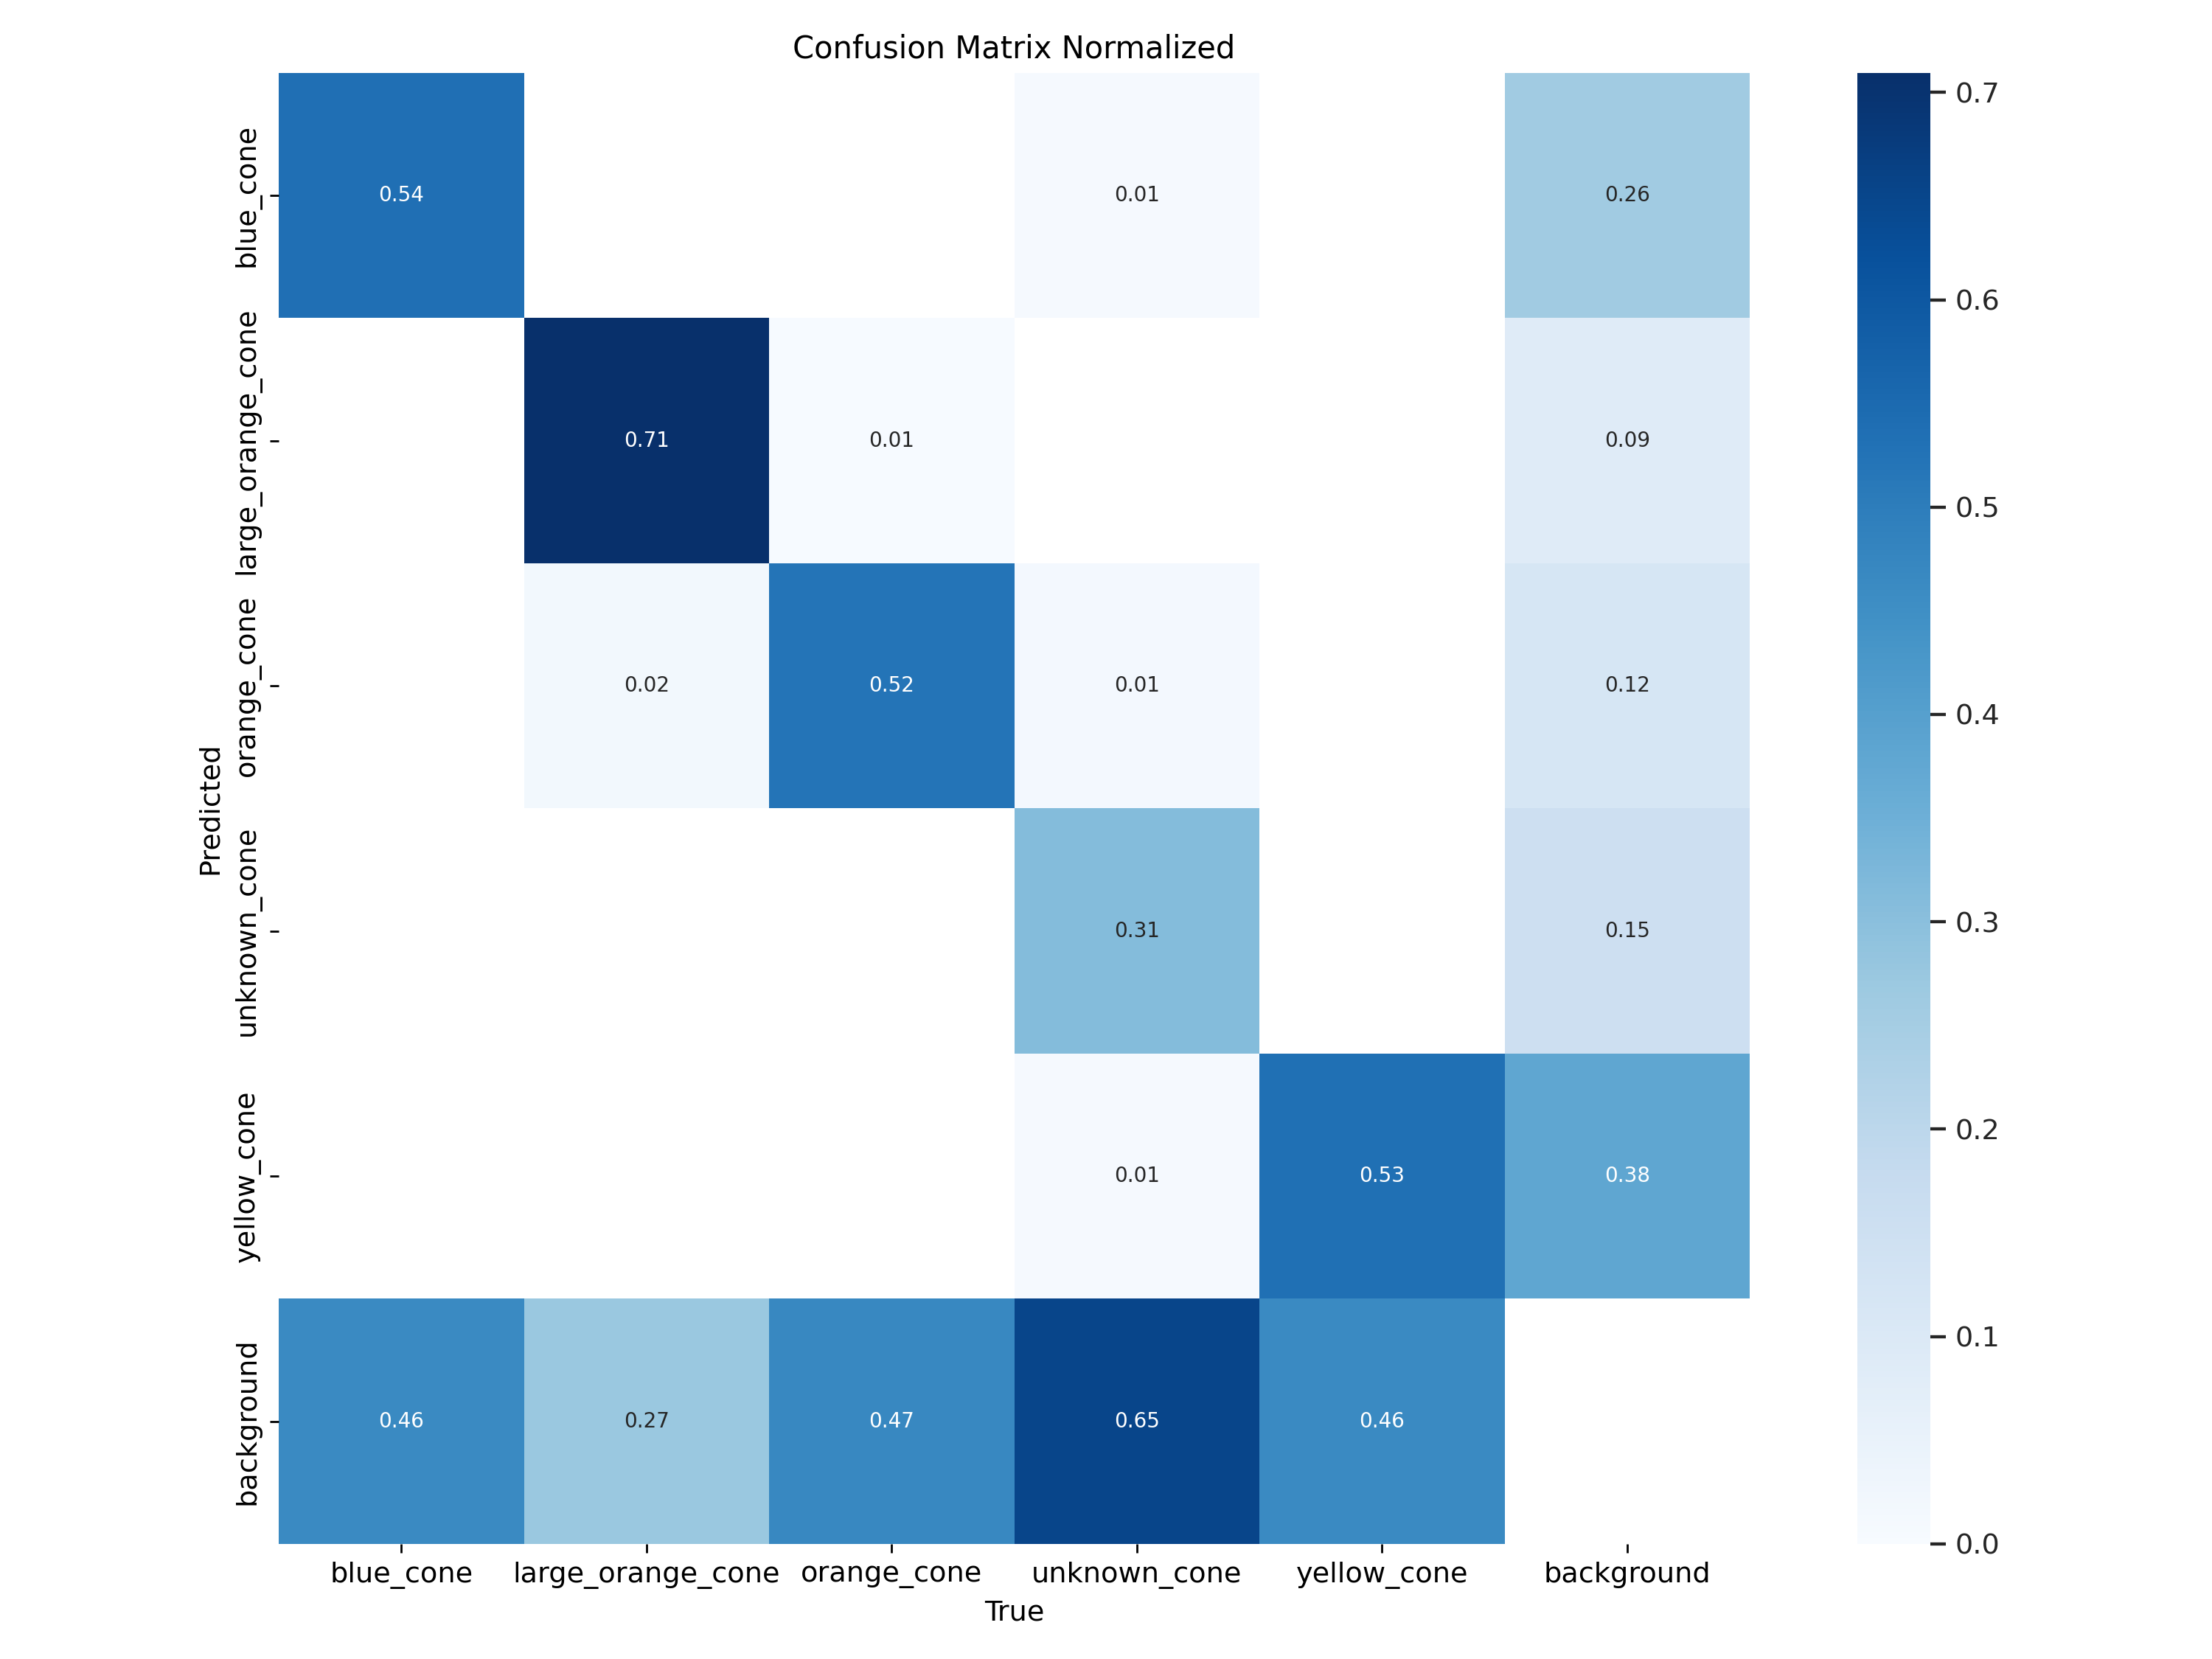 Confusion Matrix Normalized
Predicted
blue_cone
0.54
0.01
0.26
large_orange_cone
0.71
0.01
0.09
orange_cone
0.02
0.52
0.01
0.12
unknown_cone
0.31
0.15
yellow_cone
0.01
0.53
0.38
background
0.46
0.27
0.47
0.65
0.46
blue_cone
large_orange_cone
orange_cone
unknown_cone
yellow_cone
background
True
0.7
0.6
0.5
0.4
0.3
0.2
0.1
0.0